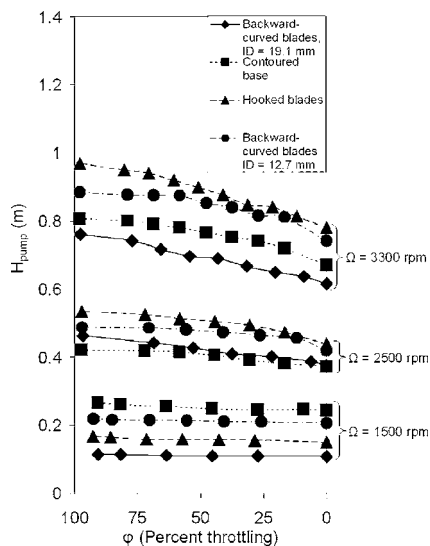 1.4
1.2
1
0.8
0.6
0.4
0.2
0
H pump (m)
100
75
50
25
0
φ (Percent throttling)
Backward-
curved blades,
ID = 19.1 mm
Contoured
base
Hooked blades
Backward-
curved blades
ID = 12.7 mm
Ω = 3300 rpm
Ω = 2500 rpm
Ω = 1500 rpm